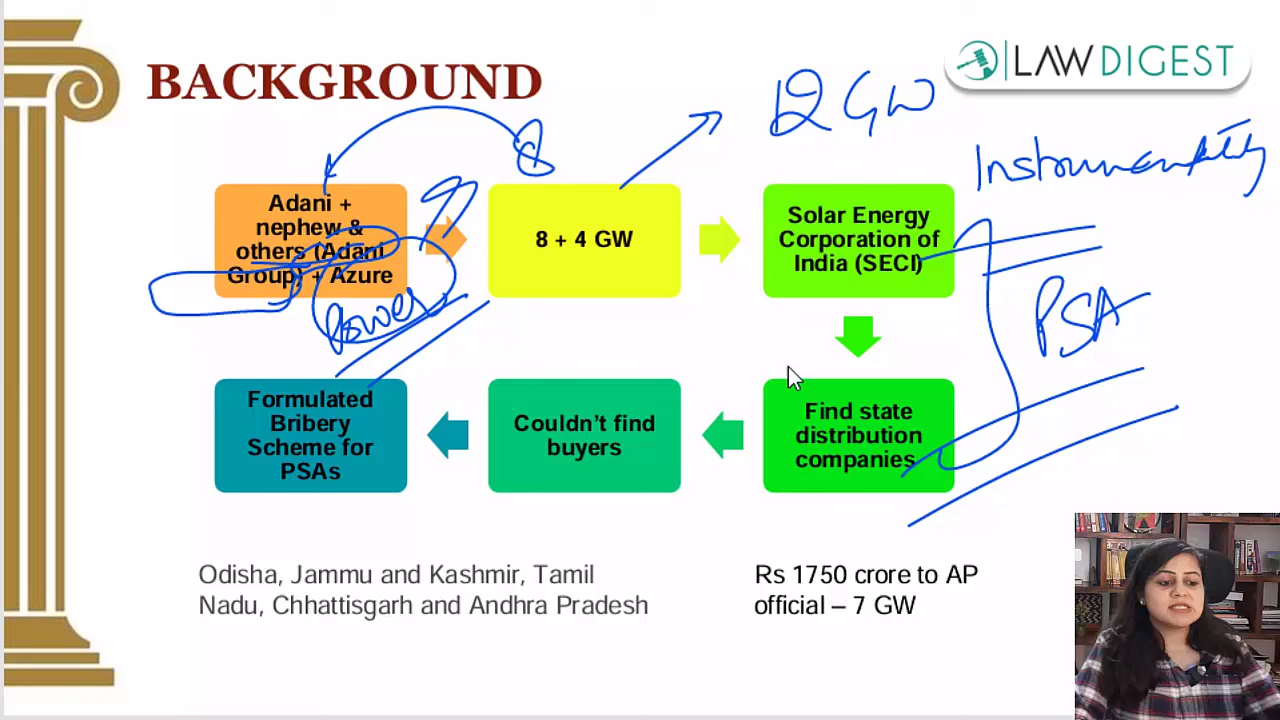 BACKGROUND
LAWDIGEST
12 GW
Instrumentality
8
Adani +
nephew &
others (Adani
Group) + Azure
Power
8 + 4 GW
Solar Energy
Corporation of
India (SECI)
PSA
Formulated
Bribery
Scheme for
PSAs
Couldn't find
buyers
Find state
distribution
companies
Odisha, Jammu and Kashmir, Tamil
Nadu, Chhattisgarh and Andhra Pradesh
Rs 1750 crore to AP
official – 7 GW